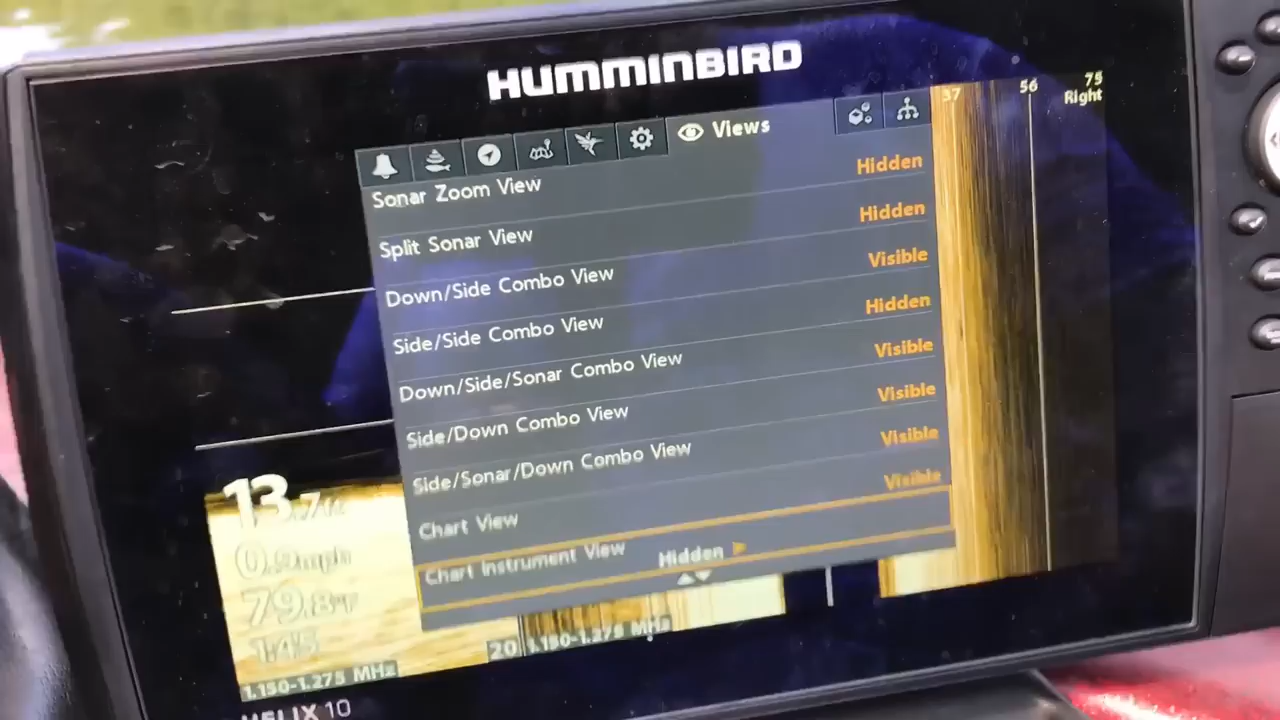 HUMMINBIRD
37 56 75
Right
Views
Sonar Zoom View Hidden
Split Sonar View Hidden
Down/Side Combo View Visible
Side/Side Combo View Hidden
Down/Side/Sonar Combo View Visible
Side/Down Combo View Visible
Side/Sonar/Down Combo View Visible
Chart View Visible
Chart Instrument View Hidden
13.7ft
79.8°F
145
20 1.150-1.275 MHz
1.150-1.275 MHz
HELIX 10